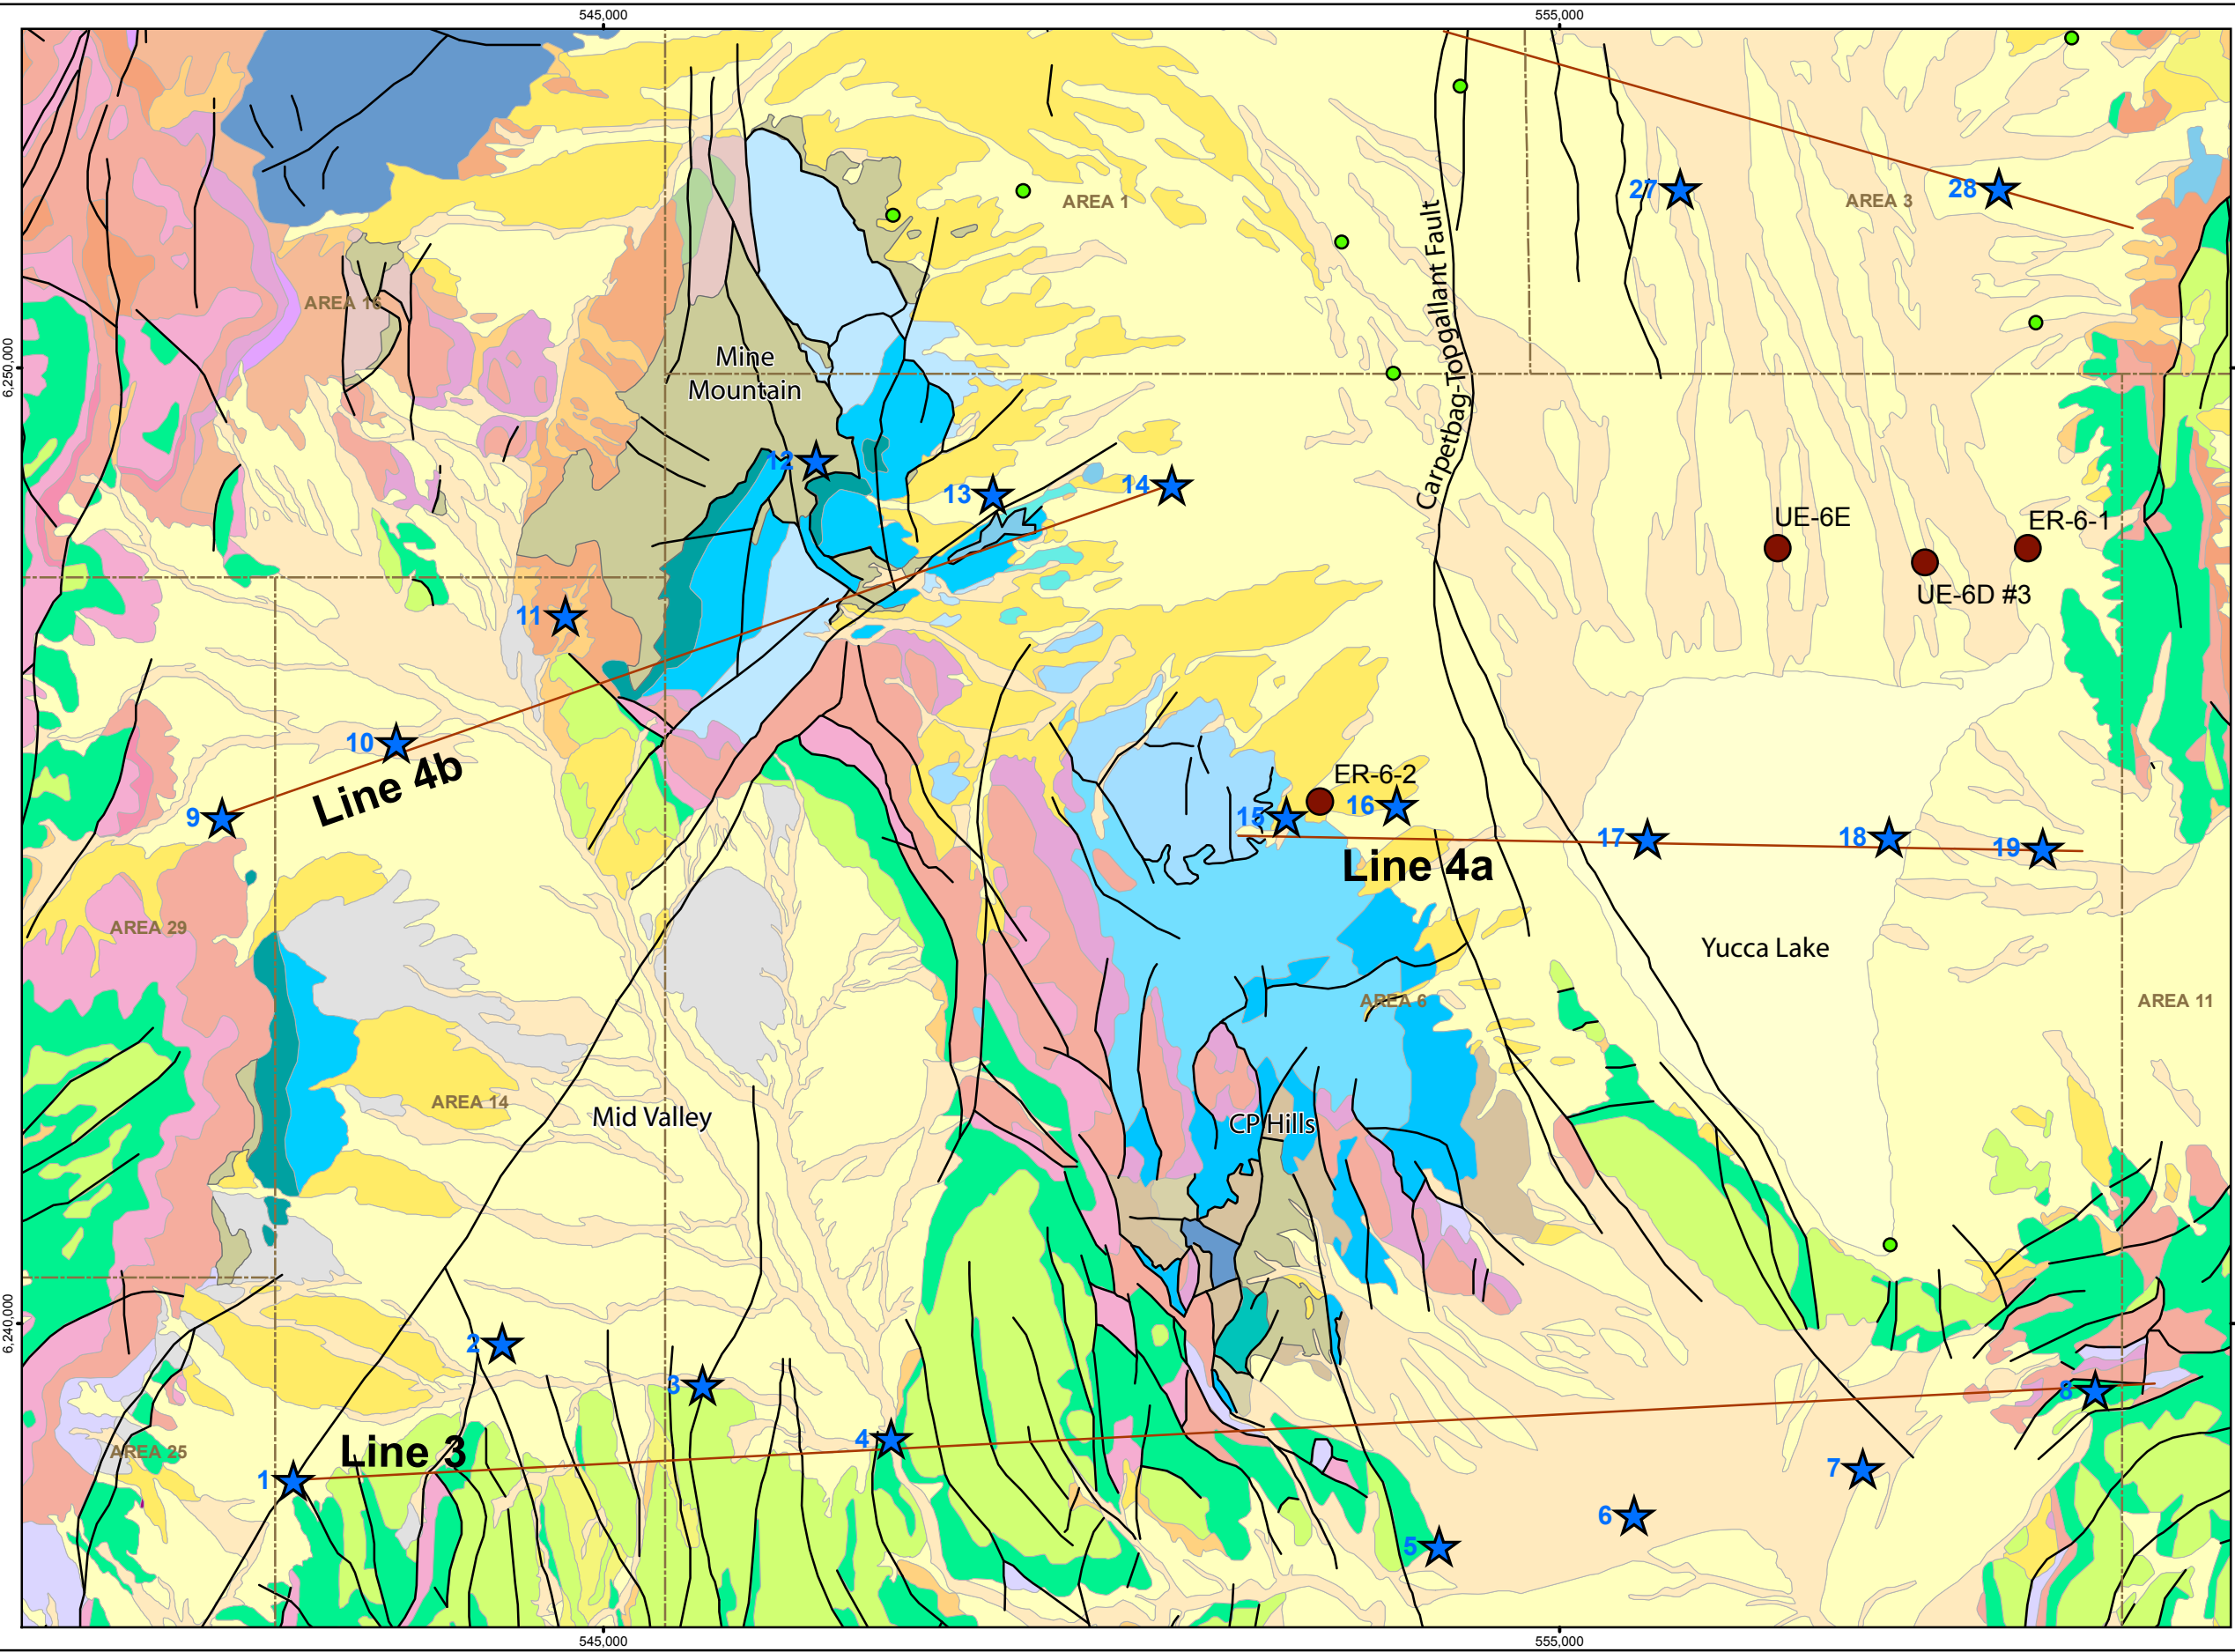 545,000
555,000
AREA 1
27
28
AREA 3
Carpetbag-Topgallant Fault
AREA 16
6,250,000
Mine
Mountain
12
13
14
UE-6E
ER-6-1
UE-6D #3
11
10
Line 4b
9
ER-6-2
15
16
17
18
19
Line 4a
AREA 29
Yucca Lake
AREA 6
AREA 11
AREA 14
Mid Valley
CP Hills
6,240,000
2
3
8
AREA 25
Line 3
4
1
7
6
5
545,000
555,000